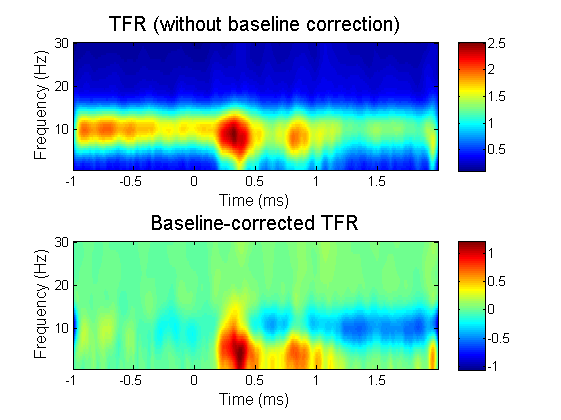 TFR (without baseline correction)
30
20
10
Frequency (Hz)
-1 -0.5 0 0.5 1 1.5
Time (ms)
2.5
2
1.5
1
0.5
Baseline-corrected TFR
30
20
10
Frequency (Hz)
-1 -0.5 0 0.5 1 1.5
Time (ms)
1
0.5
0
-0.5
-1